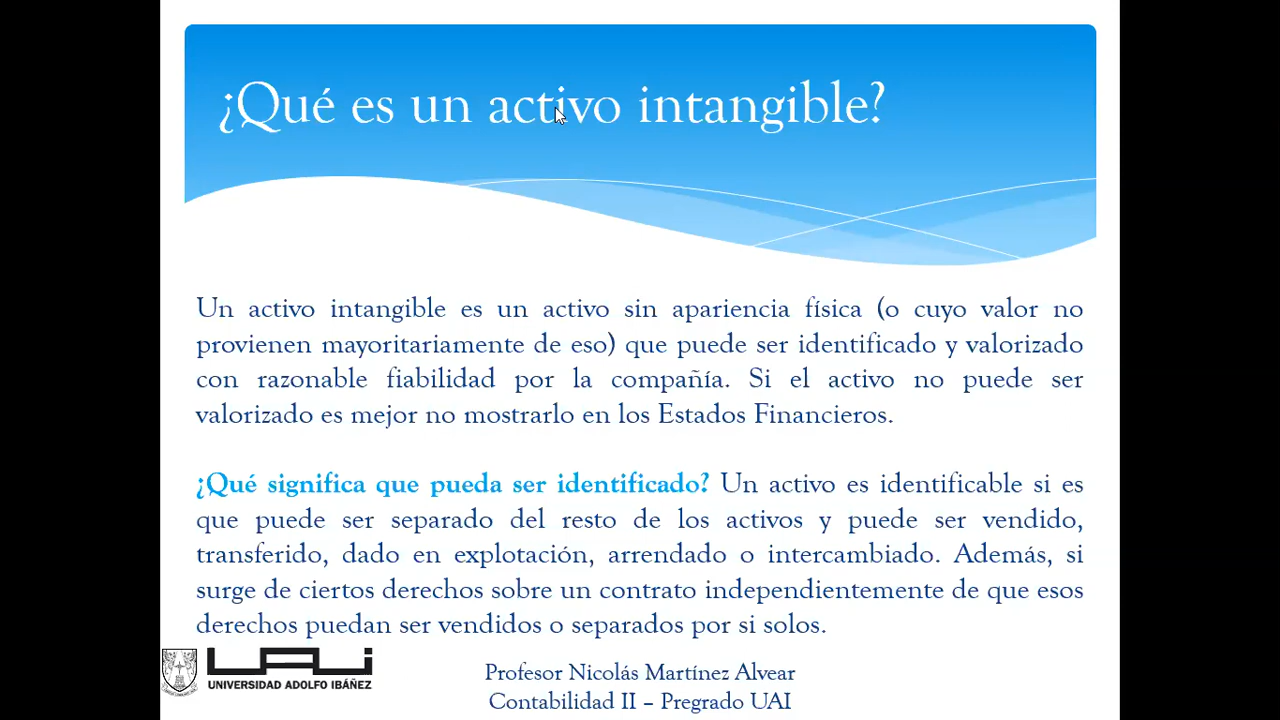 ¿Qué es un activo intangible?
Un activo intangible es un activo sin apariencia física (o cuyo valor no
provienen mayoritariamente de eso) que puede ser identificado y valorizado
con razonable fiabilidad por la compañía. Si el activo no puede ser
valorizado es mejor no mostrarlo en los Estados Financieros.
¿Qué significa que pueda ser identificado? Un activo es identificable si es
que puede ser separado del resto de los activos y puede ser vendido,
transferido, dado en explotación, arrendado o intercambiado. Además, si
surge de ciertos derechos sobre un contrato independientemente de que esos
derechos puedan ser vendidos o separados por si solos.
UAI
UNIVERSIDAD ADOLFO IBÁÑEZ
Profesor Nicolás Martínez Alvear
Contabilidad II – Pregrado UAI